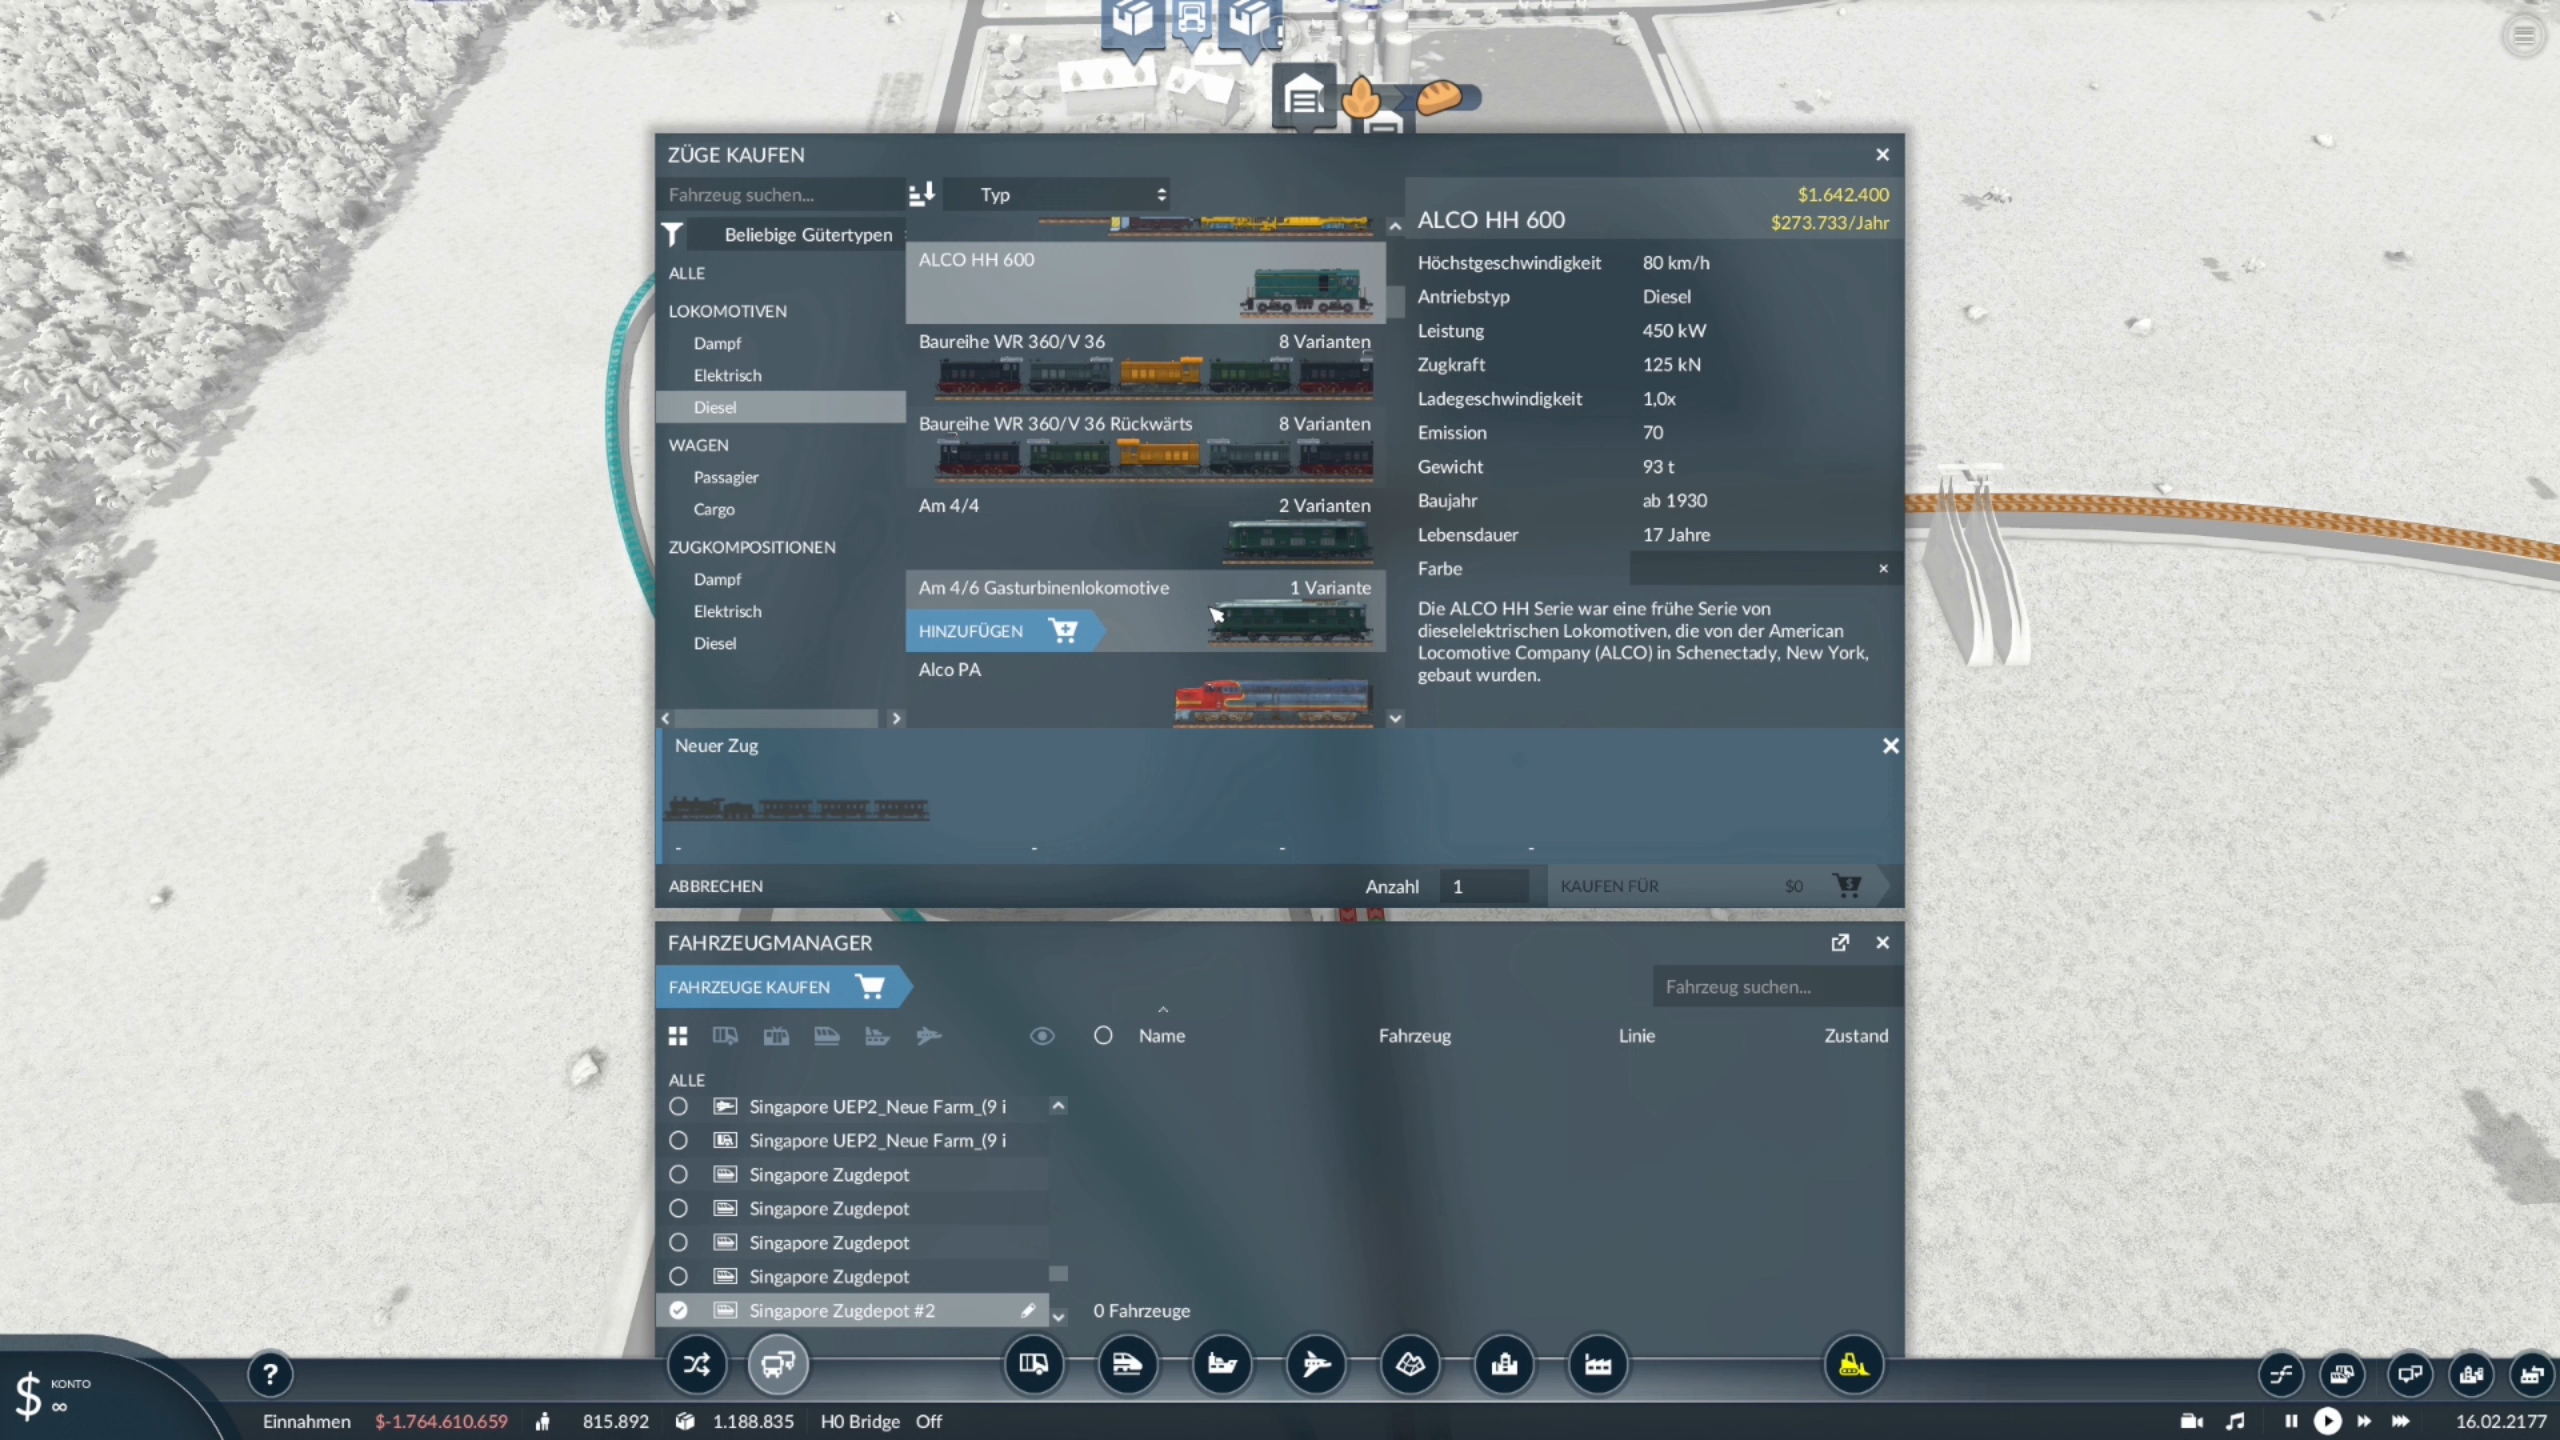 ZÜGE KAUFEN
Fahrzeug suchen...
Typ
Beliebige Gütertypen
ALLE
LOKOMOTIVEN
Dampf
Elektrisch
Diesel
WAGEN
Passagier
Cargo
ZUGKOMPOSITIONEN
Dampf
Elektrisch
Diesel
ALCO HH 600
Baureihe WR 360/V 36 8 Varianten
Baureihe WR 360/V 36 Rückwärts 8 Varianten
Am 4/4 2 Varianten
Am 4/6 Gasturbinenlokomotive 1 Variante
HINZUFÜGEN
Alco PA
$1.642.400
ALCO HH 600
$273.733/Jahr
Höchstgeschwindigkeit 80 km/h
Antriebstyp Diesel
Leistung 450 kW
Zugkraft 125 kN
Ladegeschwindigkeit 1,0x
Emission 70
Gewicht 93 t
Baujahr ab 1930
Lebensdauer 17 Jahre
Farbe
Die ALCO HH Serie war eine frühe Serie von
dieselelektrischen Lokomotiven, die von der American
Locomotive Company (ALCO) in Schenectady, New York,
gebaut wurden.
Neuer Zug
- - - -
ABBRECHEN Anzahl 1 KAUFEN FÜR $0
FAHRZEUGMANAGER
FAHRZEUGE KAUFEN Fahrzeug suchen...
Name Fahrzeug Linie Zustand
ALLE
Singapore UEP2_Neue Farm_(9 i
Singapore UEP2_Neue Farm_(9 i
Singapore Zugdepot
Singapore Zugdepot
Singapore Zugdepot
Singapore Zugdepot
Singapore Zugdepot #2 0 Fahrzeuge
$ KONTO
∞
?
Einnahmen $-1.764.610.659 815.892 1.188.835 H0 Bridge Off 16.02.2177